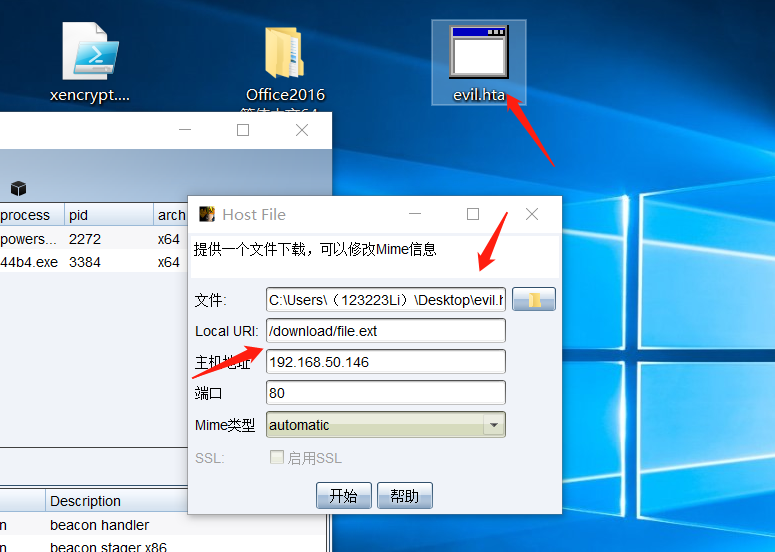 xencrypt....
Office2016
evil.hta
process pid arch
powers... 2272 x64
44b4.exe 3384 x64
Host File
提供一个文件下载，可以修改Mime信息
文件: C:\Users\（123223Li）\Desktop\evil.h
Local URI: /download/file.ext
主机地址 192.168.50.146
端口 80
Mime类型 automatic
SSL: 启用SSL
开始 帮助
Description
n beacon handler
n beacon stager x86